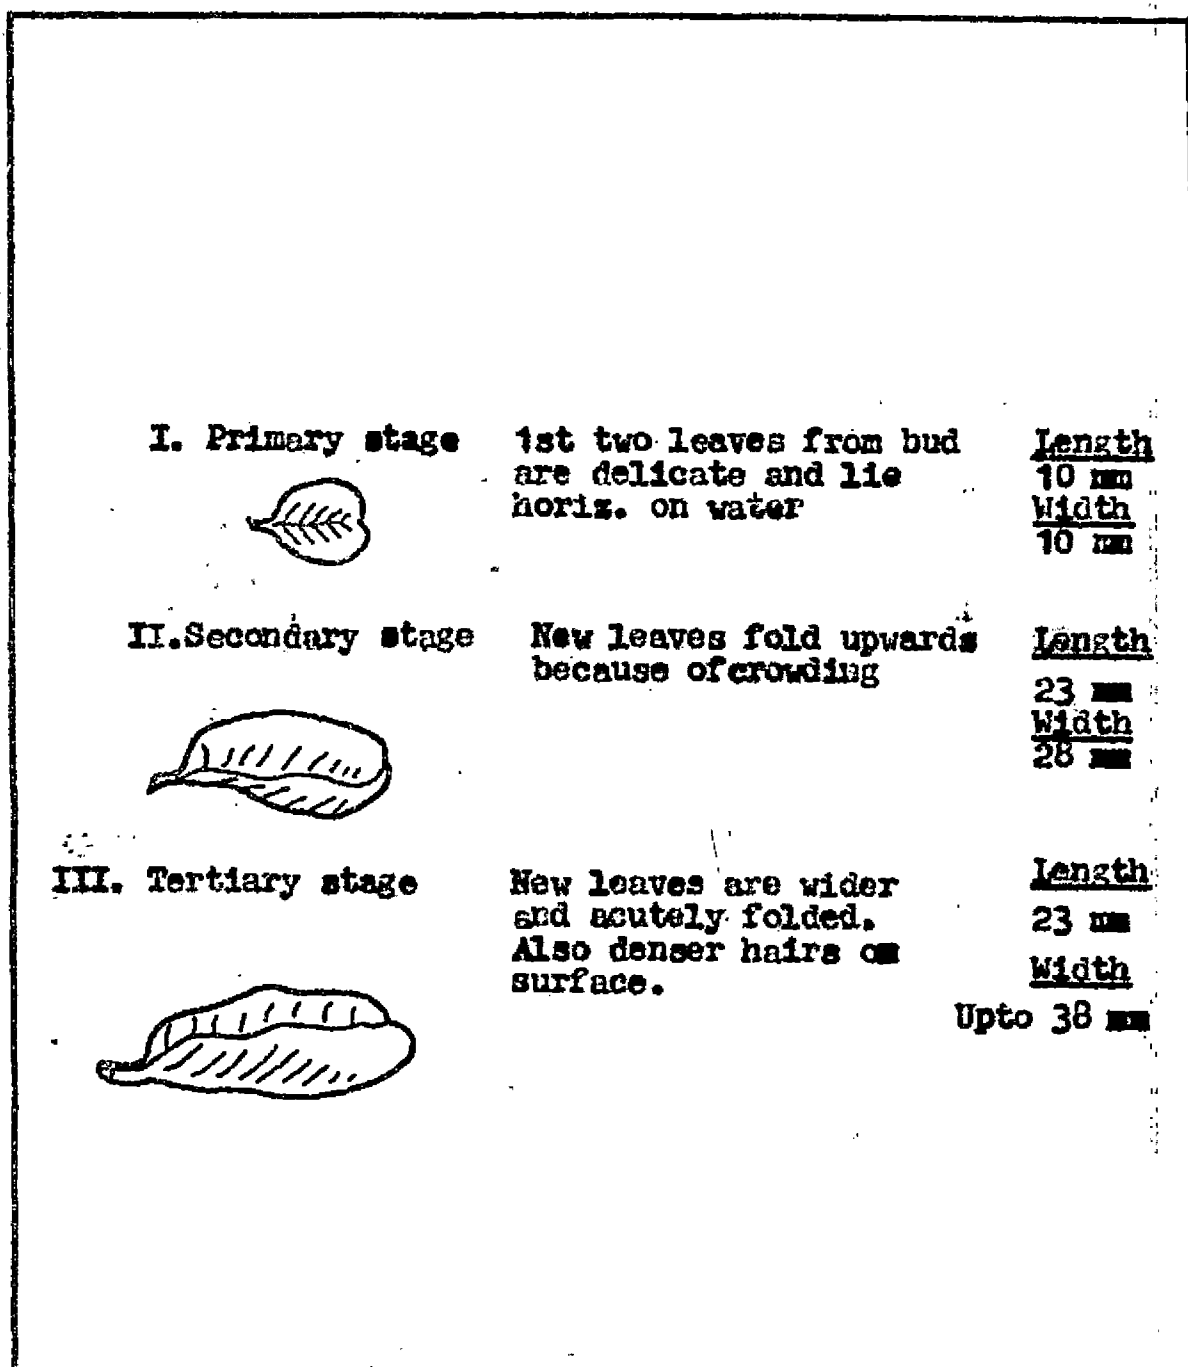 I. Primary stage
1st two leaves from bud
are delicate and lie
horiz. on water
Length
10 mm
Width
10 mm
II.Secondary stage
New leaves fold upwards
because of crowding
Length
23 mm
Width
28 mm
III. Tertiary stage
New leaves are wider
and acutely folded.
Also denser hairs on
surface.
Length
23 mm
Width
Upto 38 mm